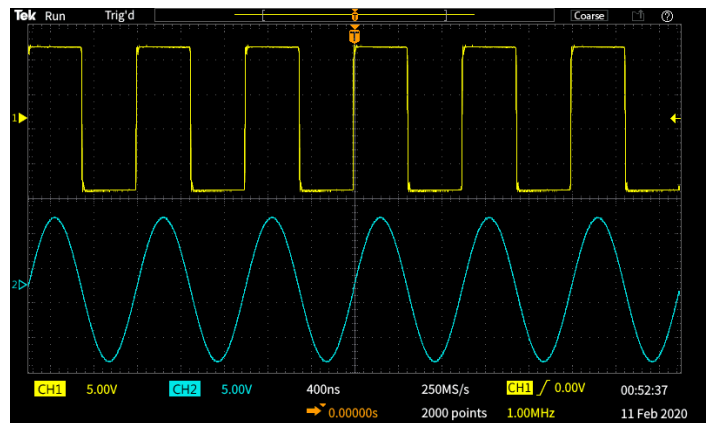 Tek Run Trig'd T Coarse ?
T
1
2
CH1 5.00V CH2 5.00V 400ns 250MS/s CH1 0.00V 00:52:37
0.00000s 2000 points 1.00MHz 11 Feb 2020